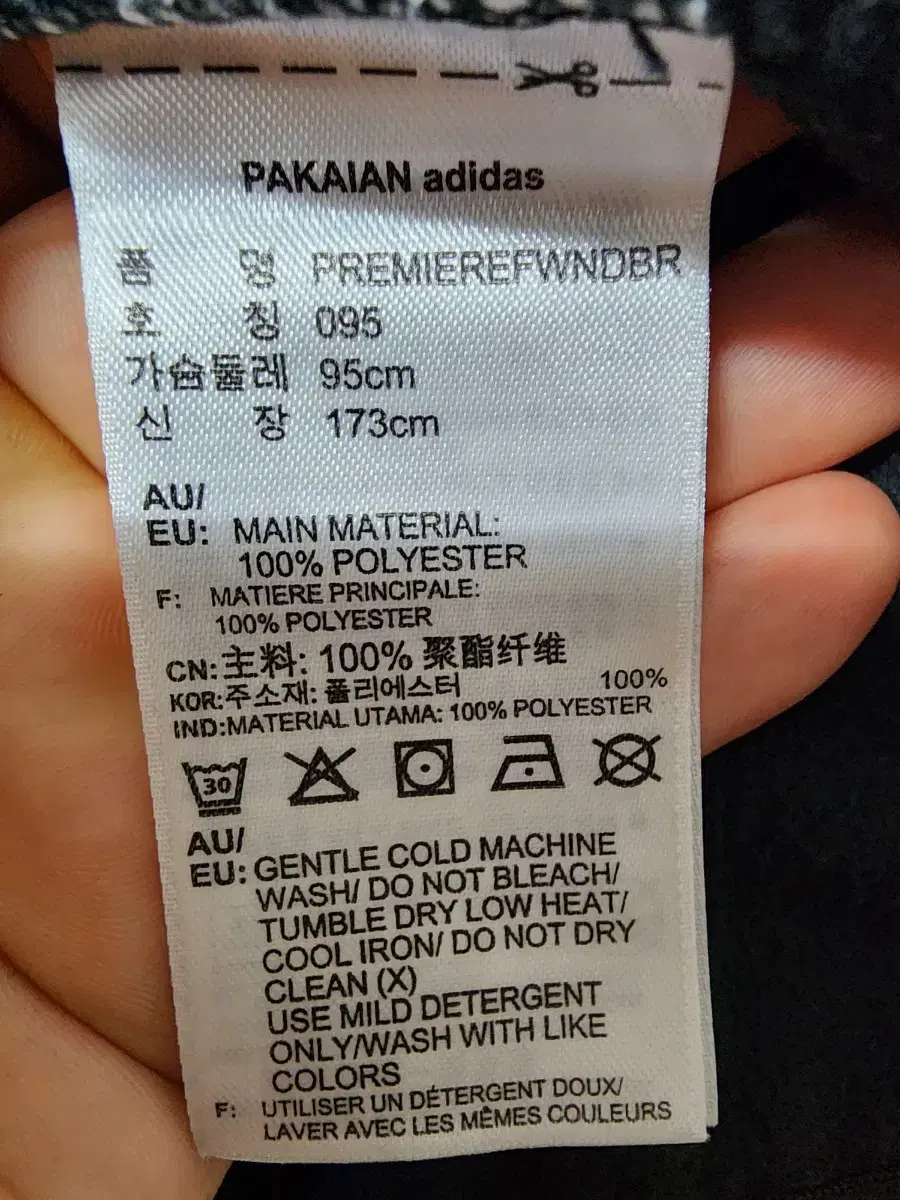 PAKAIAN adidas
품 명 PREMIEREFWNDBR
호 칭 095
가슴둘레 95cm
신 장 173cm
AU/
EU: MAIN MATERIAL:
100% POLYESTER
F: MATIERE PRINCIPALE:
100% POLYESTER
CN:主料: 100% 聚酯纤维
KOR:주소재: 폴리에스터 100%
IND:MATERIAL UTAMA: 100% POLYESTER
30
AU/
EU: GENTLE COLD MACHINE
WASH/ DO NOT BLEACH/
TUMBLE DRY LOW HEAT/
COOL IRON/ DO NOT DRY
CLEAN (X)
USE MILD DETERGENT
ONLY/WASH WITH LIKE
COLORS
F: UTILISER UN DÉTERGENT DOUX/
LAVER AVEC LES MÊMES COULEURS